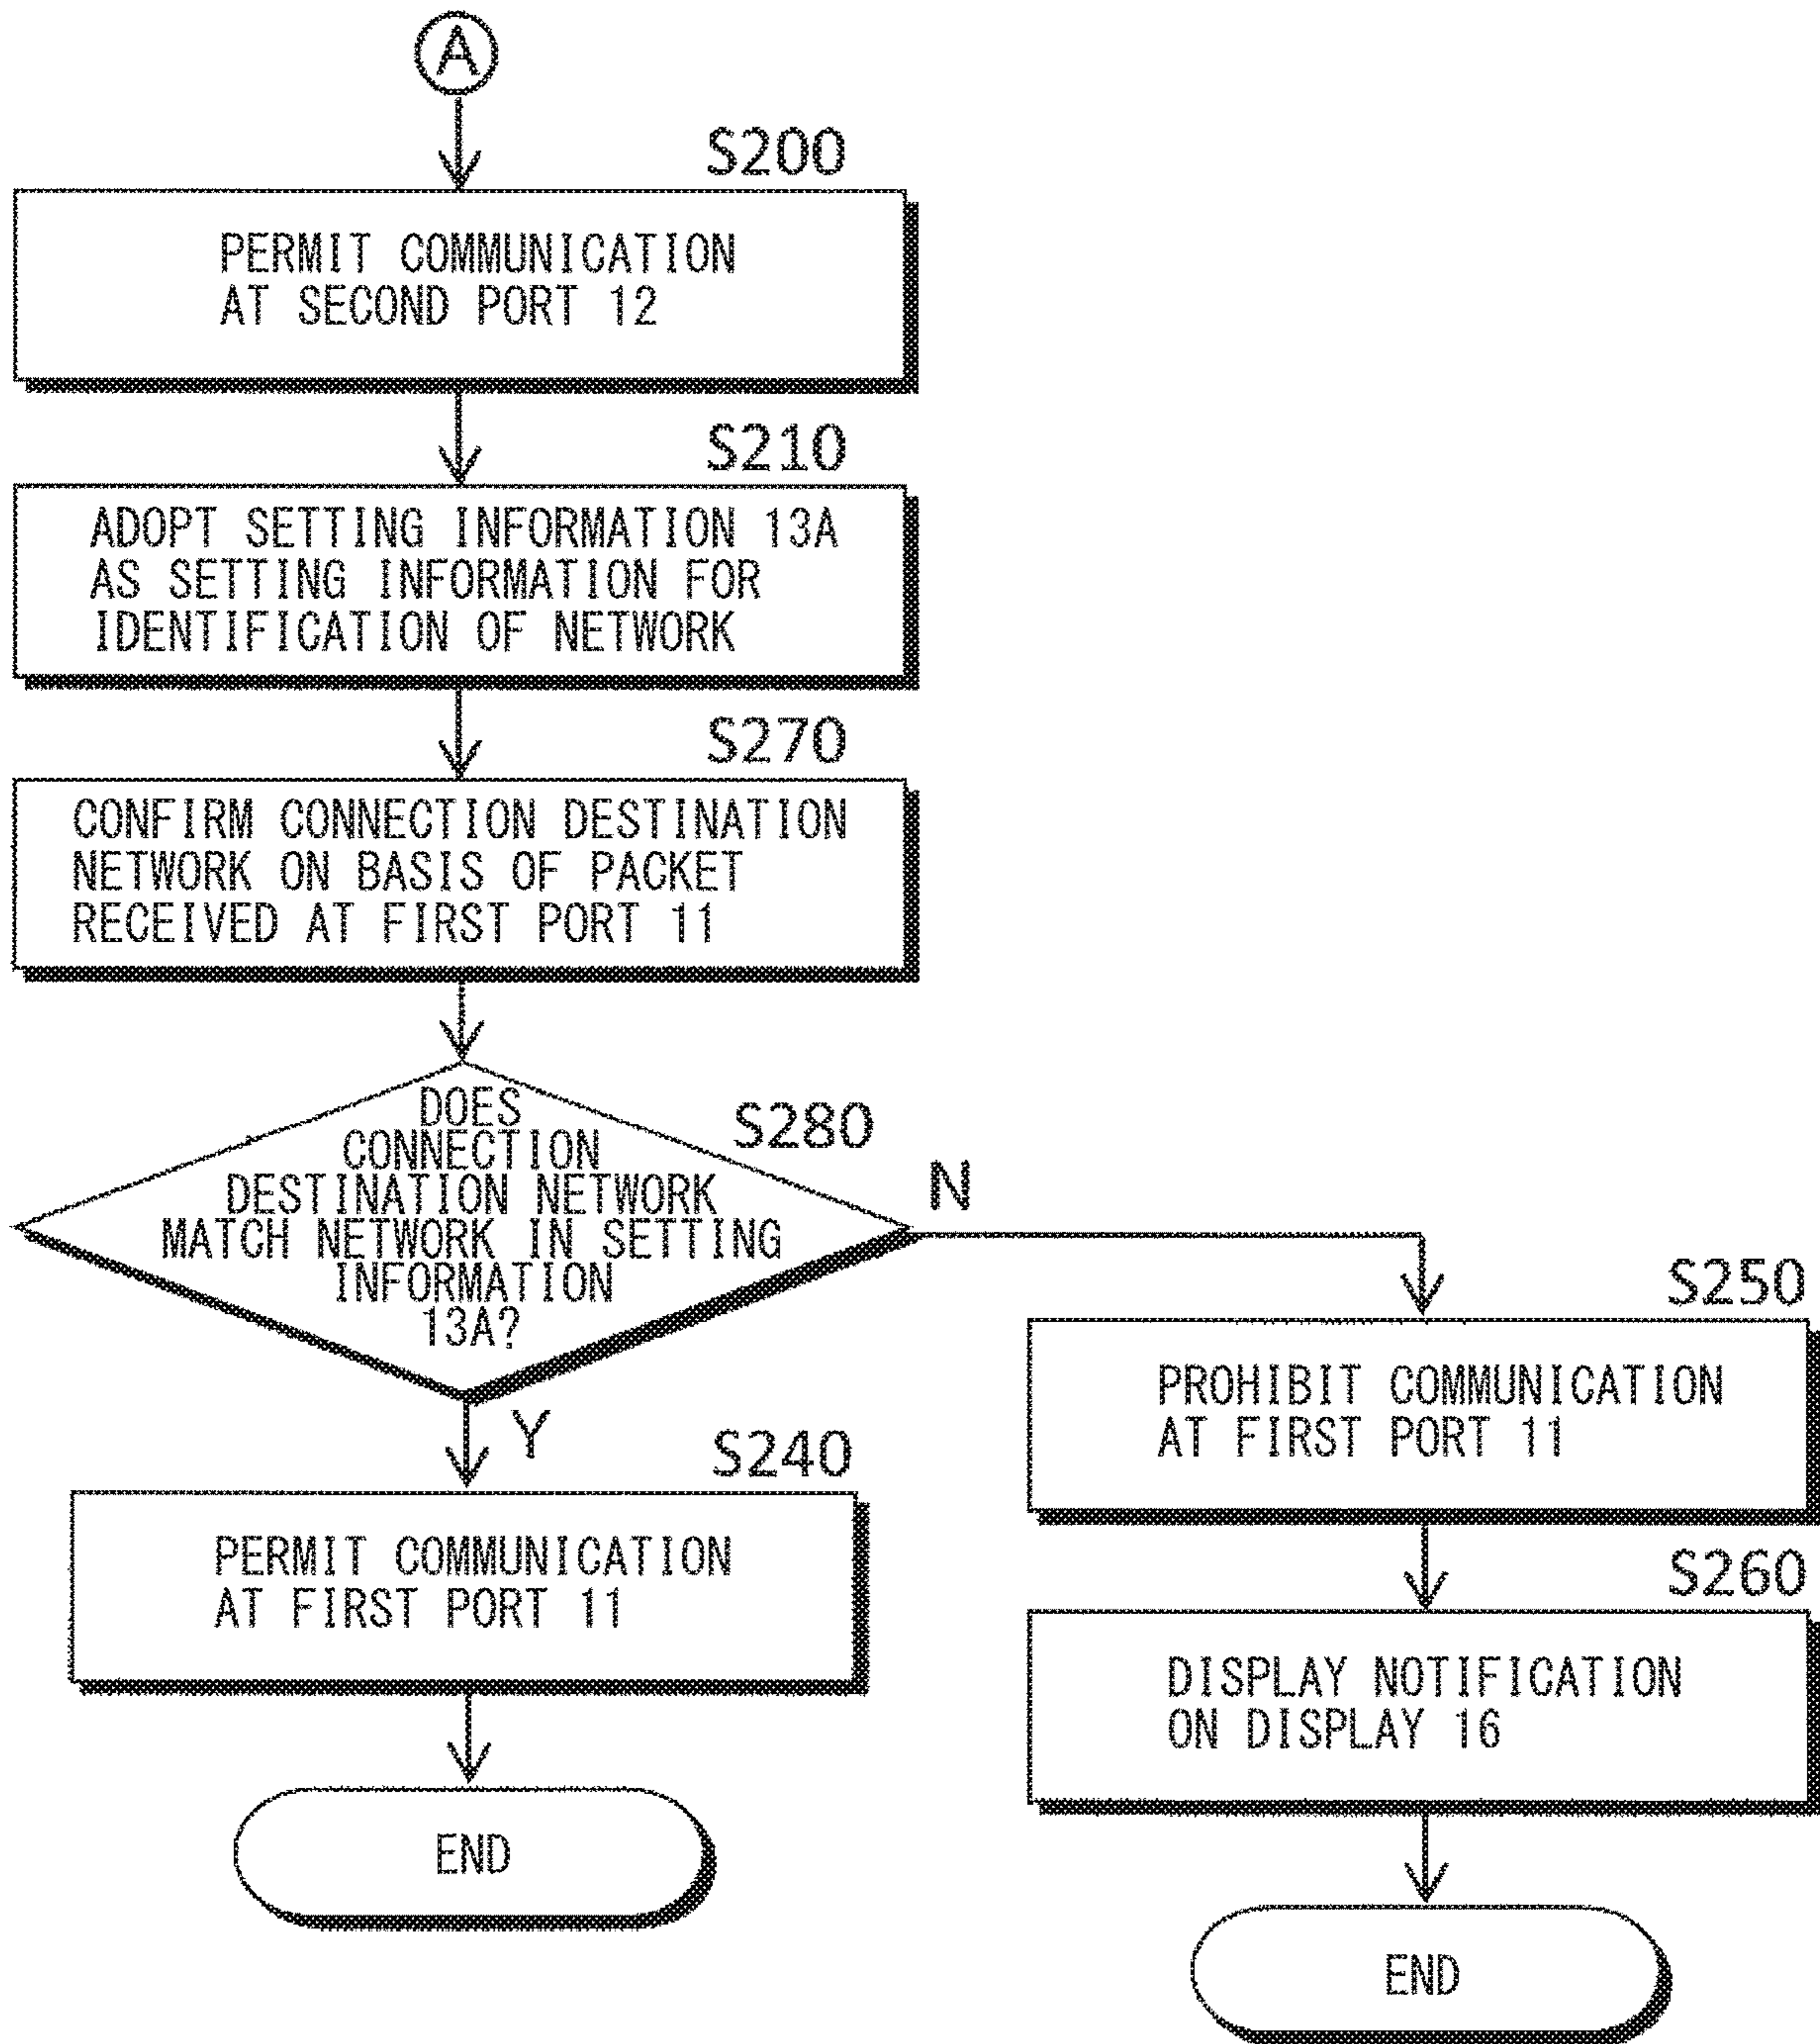 A
S200
PERMIT COMMUNICATION
AT SECOND PORT 12
S210
ADOPT SETTING INFORMATION 13A
AS SETTING INFORMATION FOR
IDENTIFICATION OF NETWORK
S270
CONFIRM CONNECTION DESTINATION
NETWORK ON BASIS OF PACKET
RECEIVED AT FIRST PORT 11
S280
DOES
CONNECTION
DESTINATION NETWORK
MATCH NETWORK IN SETTING
INFORMATION
13A?
N
Y
S240
PERMIT COMMUNICATION
AT FIRST PORT 11
END
S250
PROHIBIT COMMUNICATION
AT FIRST PORT 11
S260
DISPLAY NOTIFICATION
ON DISPLAY 16
END